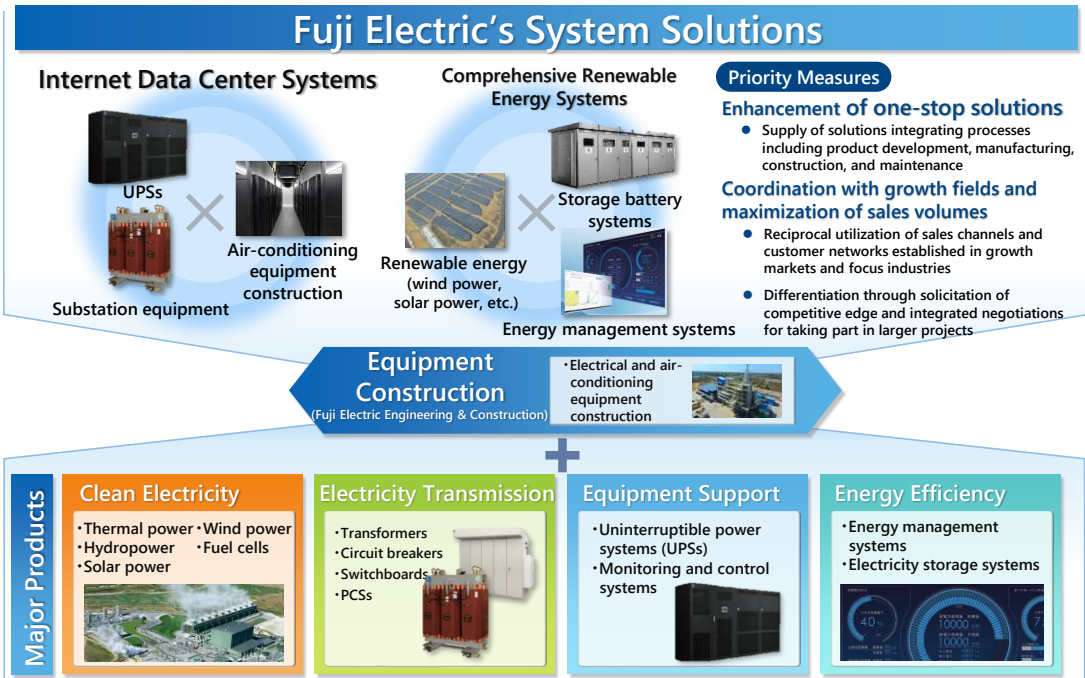 Fuji Electric's System Solutions
Internet Data Center Systems
UPSs
Substation equipment
Air-conditioning
equipment
construction
Comprehensive Renewable
Energy Systems
Storage battery
systems
Renewable energy
(wind power,
solar power, etc.)
Energy management systems
Priority Measures
Enhancement of one-stop solutions
● Supply of solutions integrating processes
including product development, manufacturing,
construction, and maintenance
Coordination with growth fields and
maximization of sales volumes
● Reciprocal utilization of sales channels and
customer networks established in growth
markets and focus industries
● Differentiation through solicitation of
competitive edge and integrated negotiations
for taking part in larger projects
Equipment
Construction
(Fuji Electric Engineering & Construction)
・Electrical and air-
conditioning
equipment
construction
Major Products
Clean Electricity
・Thermal power ・Wind power
・Hydropower ・Fuel cells
・Solar power
Electricity Transmission
・Transformers
・Circuit breakers
・Switchboards
・PCSs
Equipment Support
・Uninterruptible power
systems (UPSs)
・Monitoring and control
systems
Energy Efficiency
・Energy management
systems
・Electricity storage systems
40 %
10000
10000